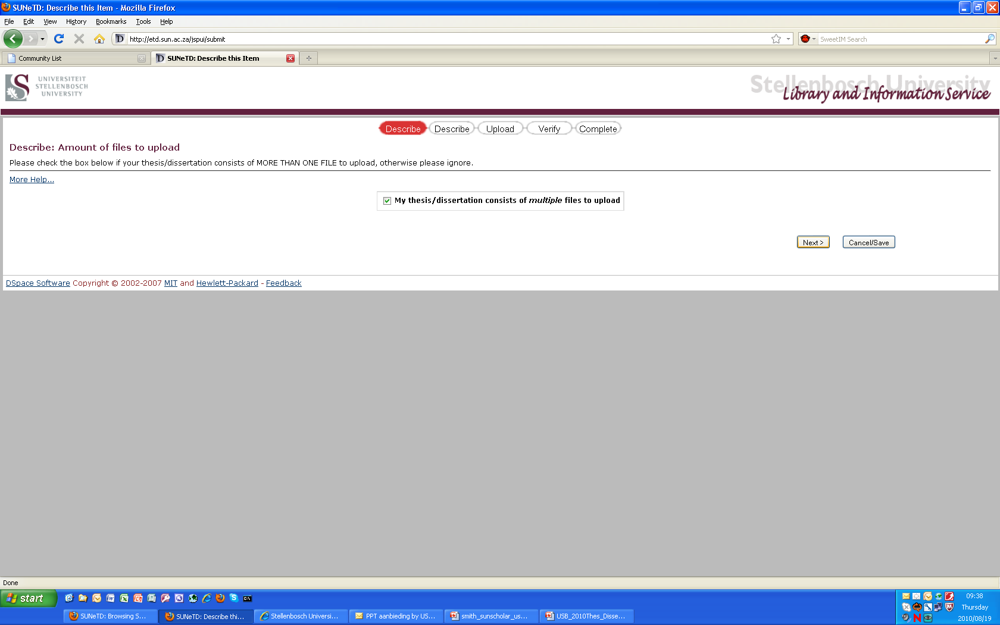 SUNeTD: Describe this Item - Mozilla Firefox
File Edit View History Bookmarks Tools Help
D http://etd.sun.ac.za/jspui/submit SweetIM Search
Community List D SUNeTD: Describe this Item
UNIVERSITEIT
STELLENBOSCH
UNIVERSITY
Stellenbosch University
Library and Information Service
Describe Describe Upload Verify Complete
Describe: Amount of files to upload
Please check the box below if your thesis/dissertation consists of MORE THAN ONE FILE to upload, otherwise please ignore.
More Help...
My thesis/dissertation consists of multiple files to upload
Next > Cancel/Save
DSpace Software Copyright © 2002-2007 MIT and Hewlett-Packard - Feedback
Done
start
09:38
SUNeTD: Browsing S... SUNeTD: Describe thi... Stellenbosch Universi... PPT aanbieding by US... smith_sunscholar_us... USB_2010Thes_Disse...
Thursday
2010/08/19